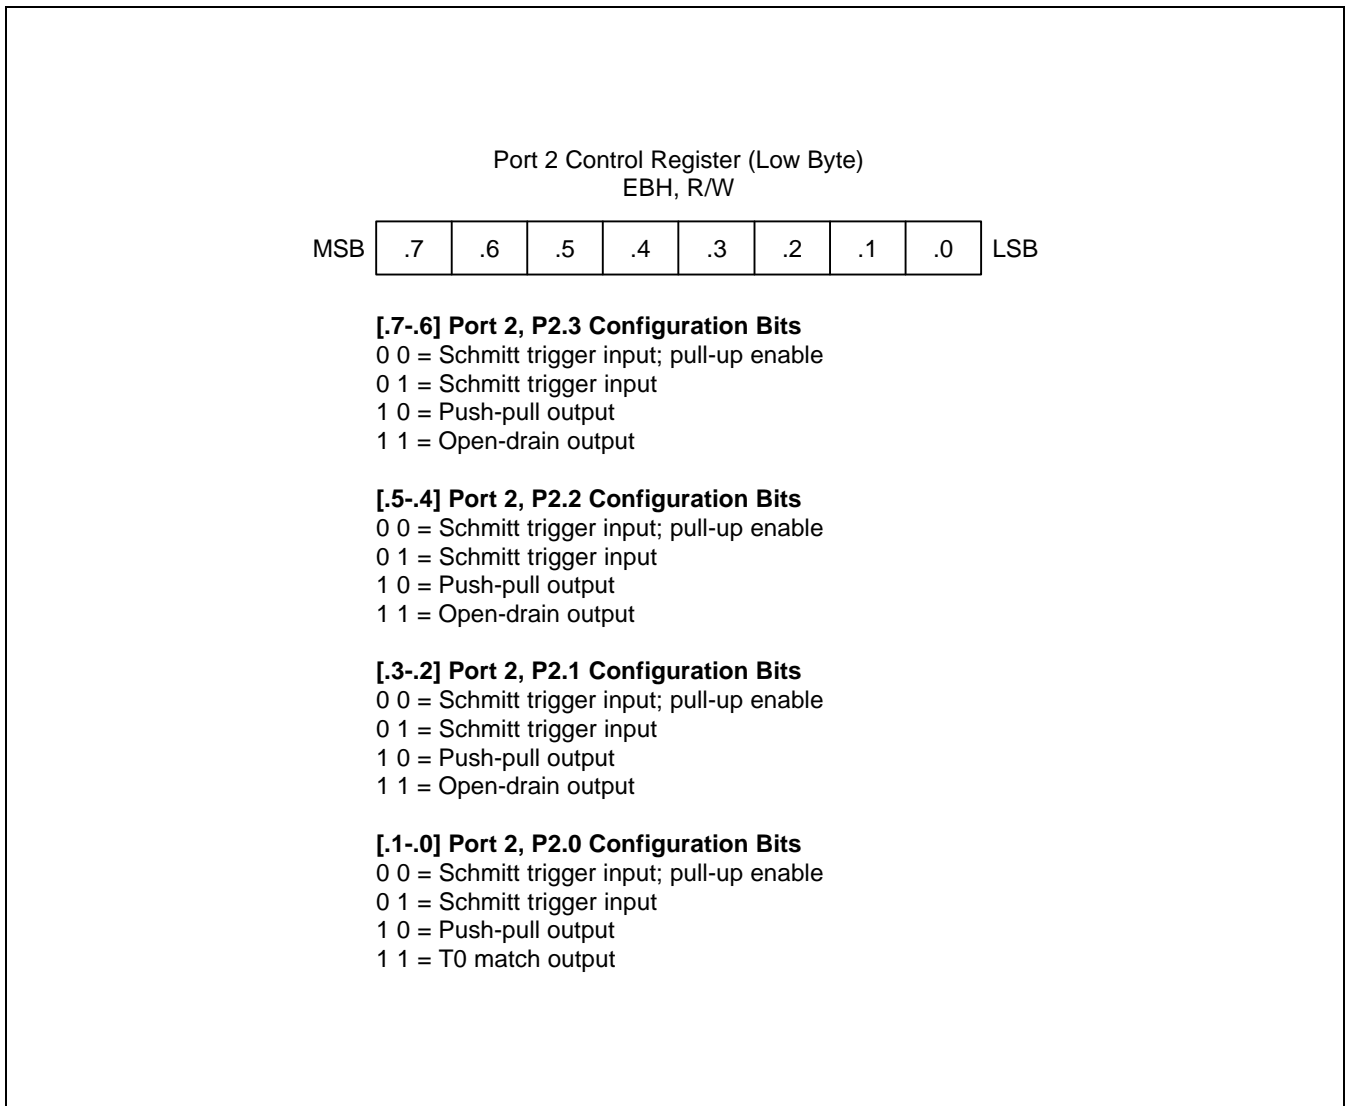 Port 2 Control Register (Low Byte)
EBH, R/W
MSB .7 .6 .5 .4 .3 .2 .1 .0 LSB
[.7-.6] Port 2, P2.3 Configuration Bits
0 0 = Schmitt trigger input; pull-up enable
0 1 = Schmitt trigger input
1 0 = Push-pull output
1 1 = Open-drain output
[.5-.4] Port 2, P2.2 Configuration Bits
0 0 = Schmitt trigger input; pull-up enable
0 1 = Schmitt trigger input
1 0 = Push-pull output
1 1 = Open-drain output
[.3-.2] Port 2, P2.1 Configuration Bits
0 0 = Schmitt trigger input; pull-up enable
0 1 = Schmitt trigger input
1 0 = Push-pull output
1 1 = Open-drain output
[.1-.0] Port 2, P2.0 Configuration Bits
0 0 = Schmitt trigger input; pull-up enable
0 1 = Schmitt trigger input
1 0 = Push-pull output
1 1 = T0 match output